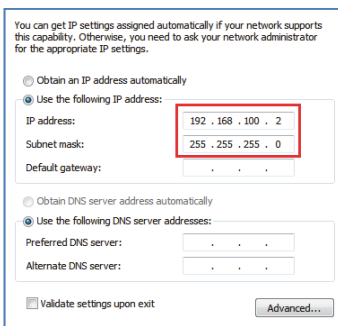 You can get IP settings assigned automatically if your network supports
this capability. Otherwise, you need to ask your network administrator
for the appropriate IP settings.
Obtain an IP address automatically
Use the following IP address:
IP address: 192 . 168 . 100 . 2
Subnet mask: 255 . 255 . 255 . 0
Default gateway: . . .
Obtain DNS server address automatically
Use the following DNS server addresses:
Preferred DNS server: . . .
Alternate DNS server: . . .
Validate settings upon exit Advanced...